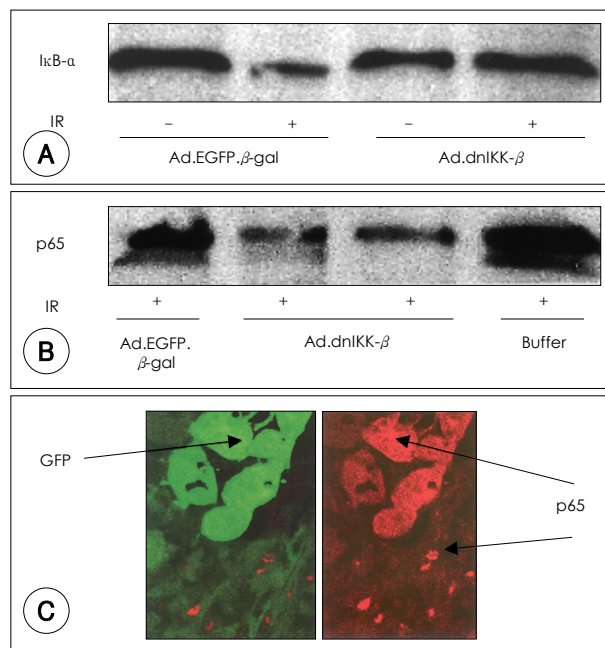 IκB-α
IR − + − +
A
Ad.EGFP.β-gal Ad.dnIKK-β
p65
IR + + + +
B
Ad.EGFP. Ad.dnIKK-β Buffer
β-gal
GFP
p65
C